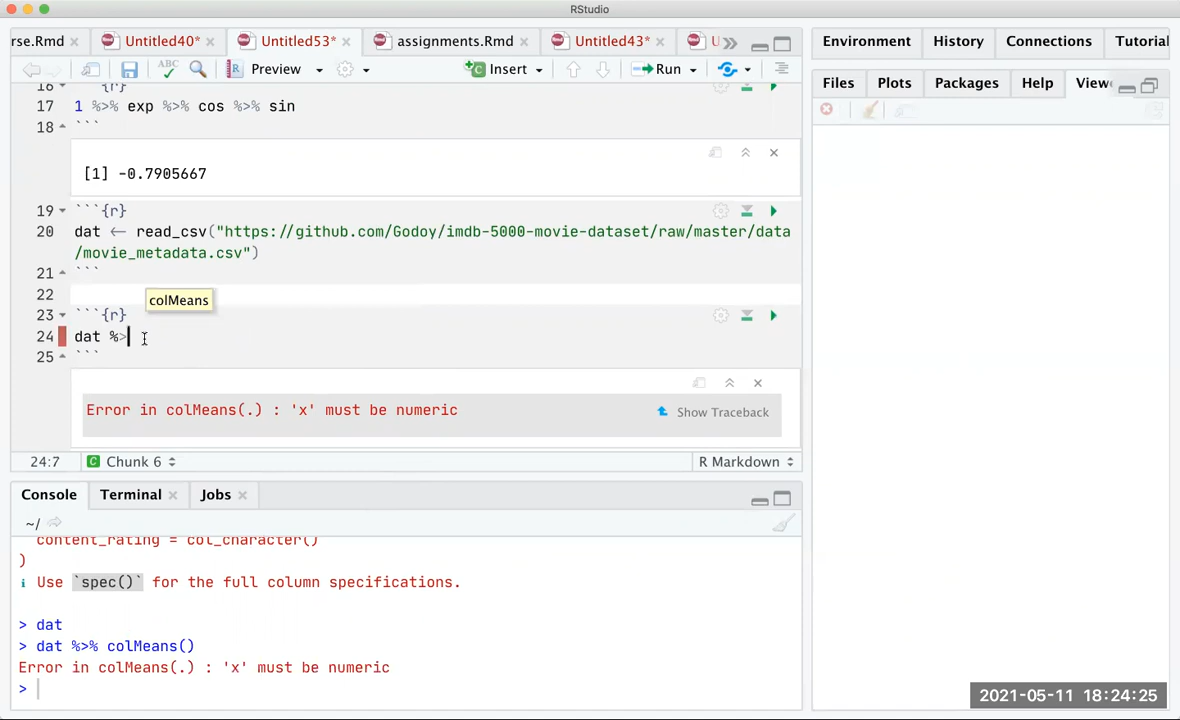 RStudio
rse.Rmd
Untitled40*
Untitled53*
assignments.Rmd
Untitled43*
U
Environment
History
Connections
Tutorial
ABC
Preview
Insert
Run
Files
Plots
Packages
Help
View
16 ```{r}
17 1 %>% exp %>% cos %>% sin
18 ```
[1] -0.7905667
19 ```{r}
20 dat <- read_csv("https://github.com/Godoy/imdb-5000-movie-dataset/raw/master/data
/movie_metadata.csv")
21 ```
22
colMeans
23 ```{r}
24 dat %>
25 ```
Error in colMeans(.) : 'x' must be numeric
Show Traceback
24:7
C Chunk 6
R Markdown
Console
Terminal
Jobs
~/
content_rating = col_character()
)
i Use `spec()` for the full column specifications.
> dat
> dat %>% colMeans()
Error in colMeans(.) : 'x' must be numeric
>
2021-05-11 18:24:25